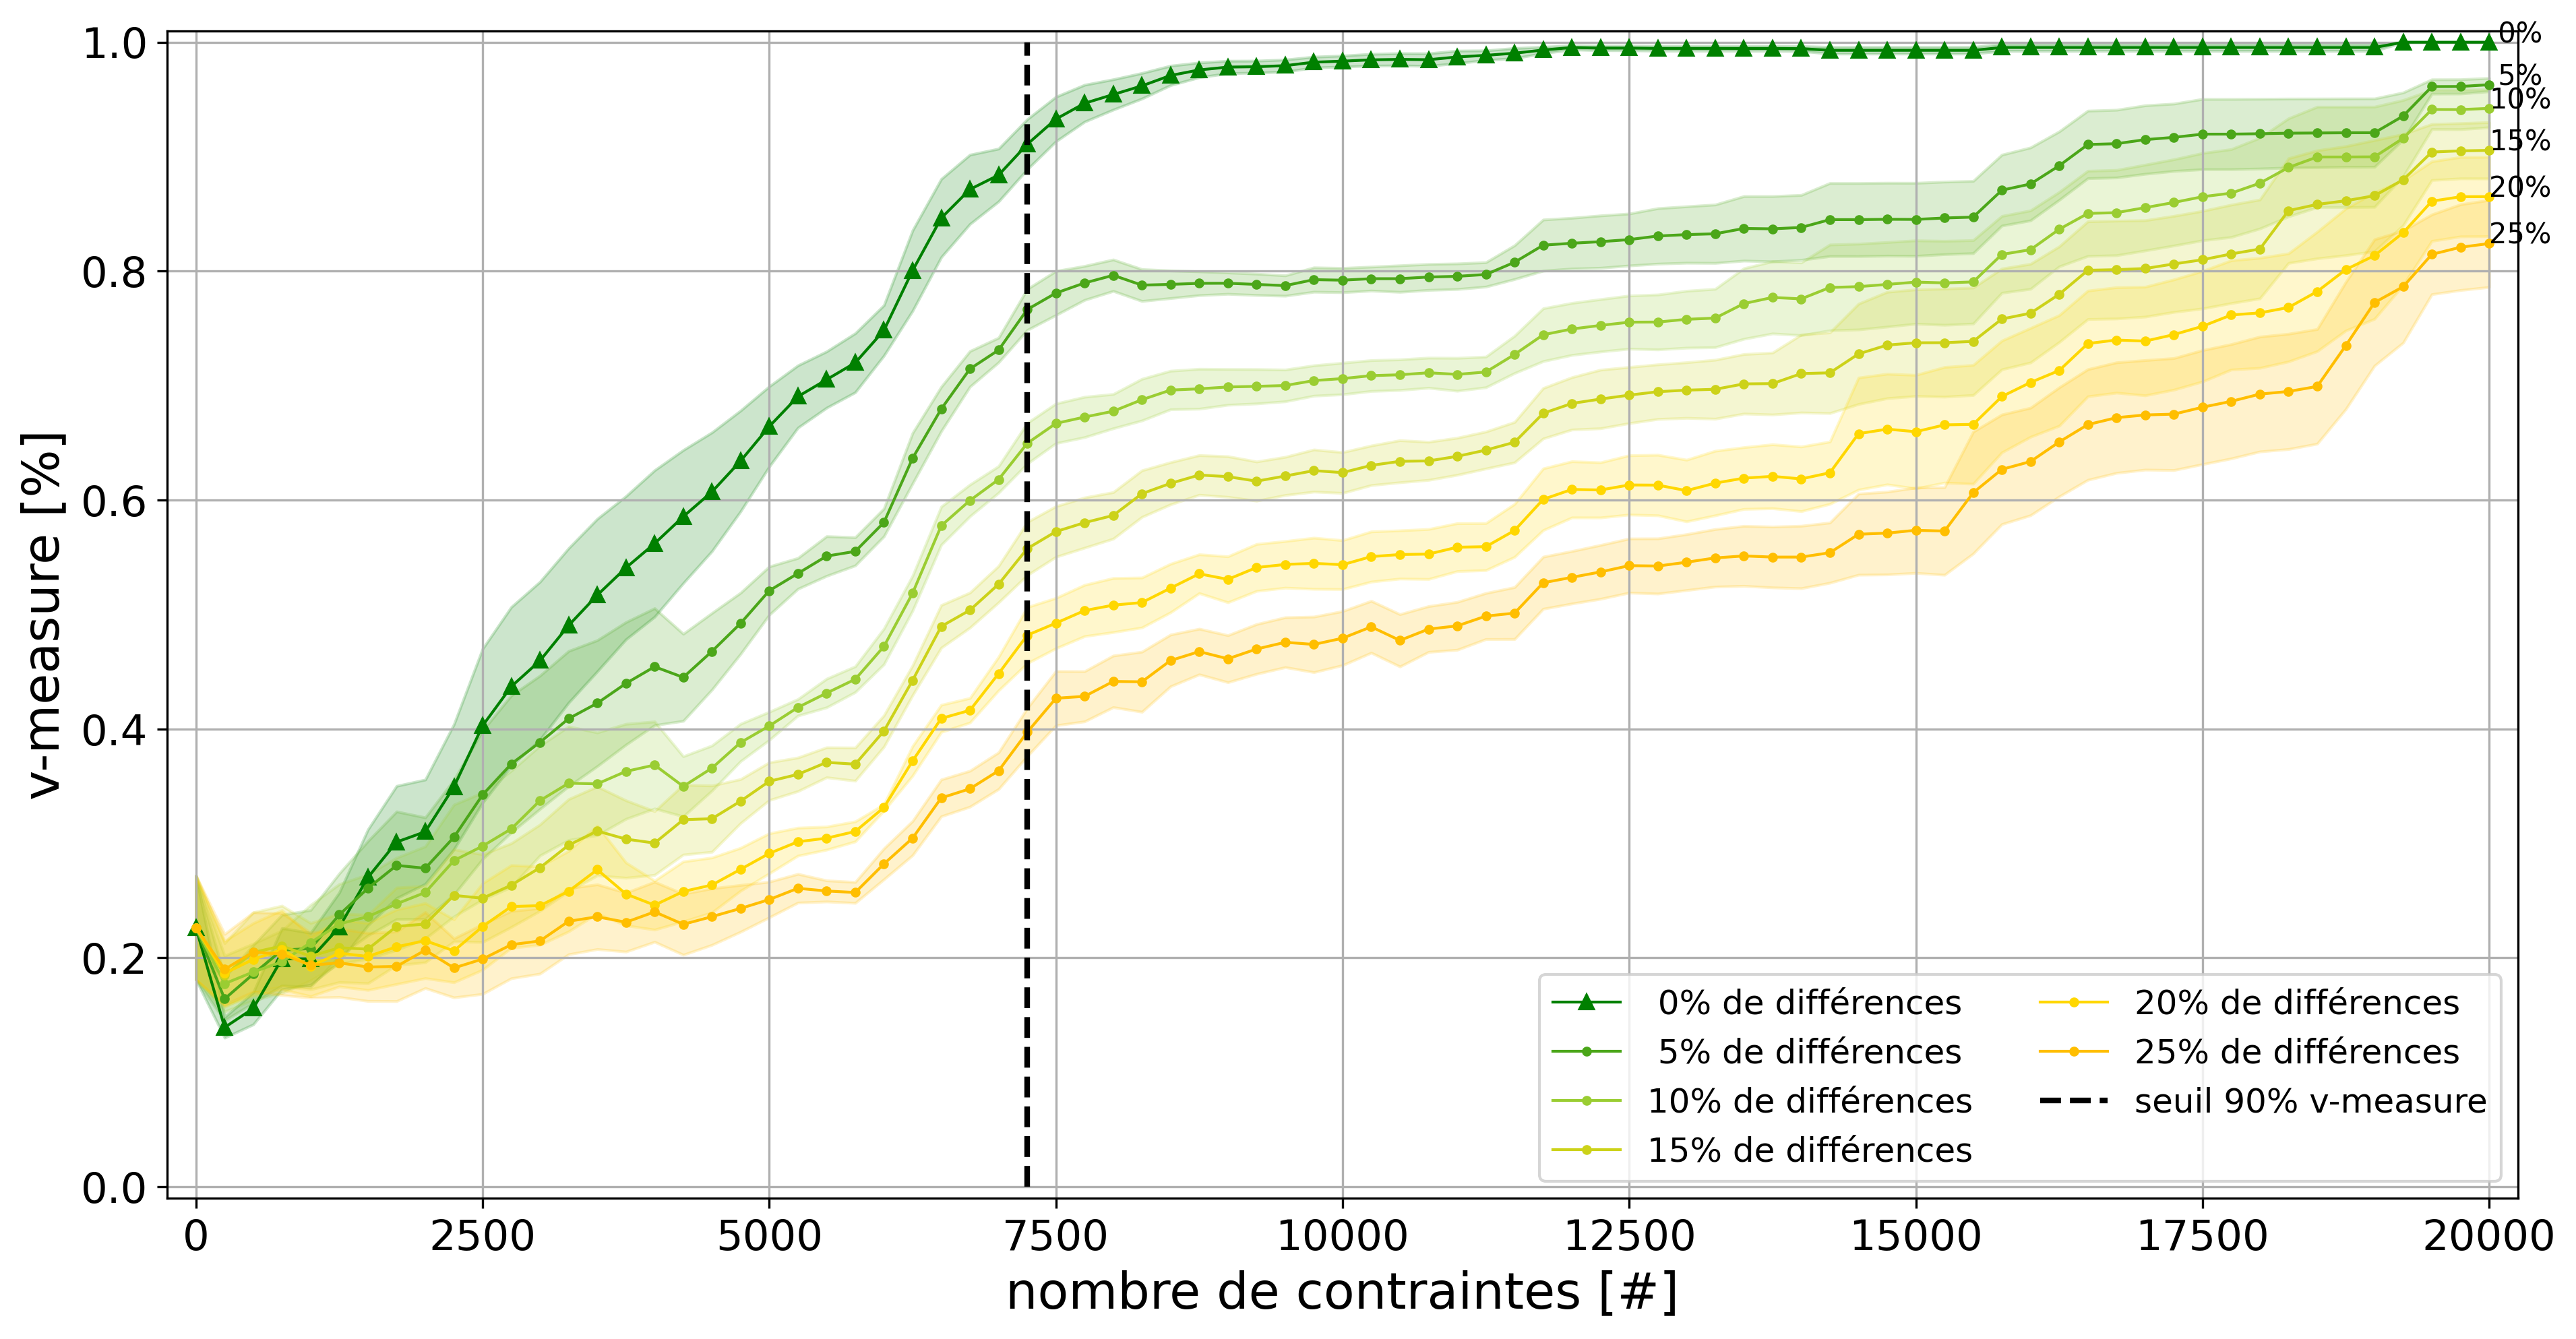 v-measure [%]
1.0
0.8
0.6
0.4
0.2
0.0
0%
5%
10%
15%
20%
25%
0% de différences
5% de différences
10% de différences
15% de différences
20% de différences
25% de différences
seuil 90% v-measure
0 2500 5000 7500 10000 12500 15000 17500 20000
nombre de contraintes [#]